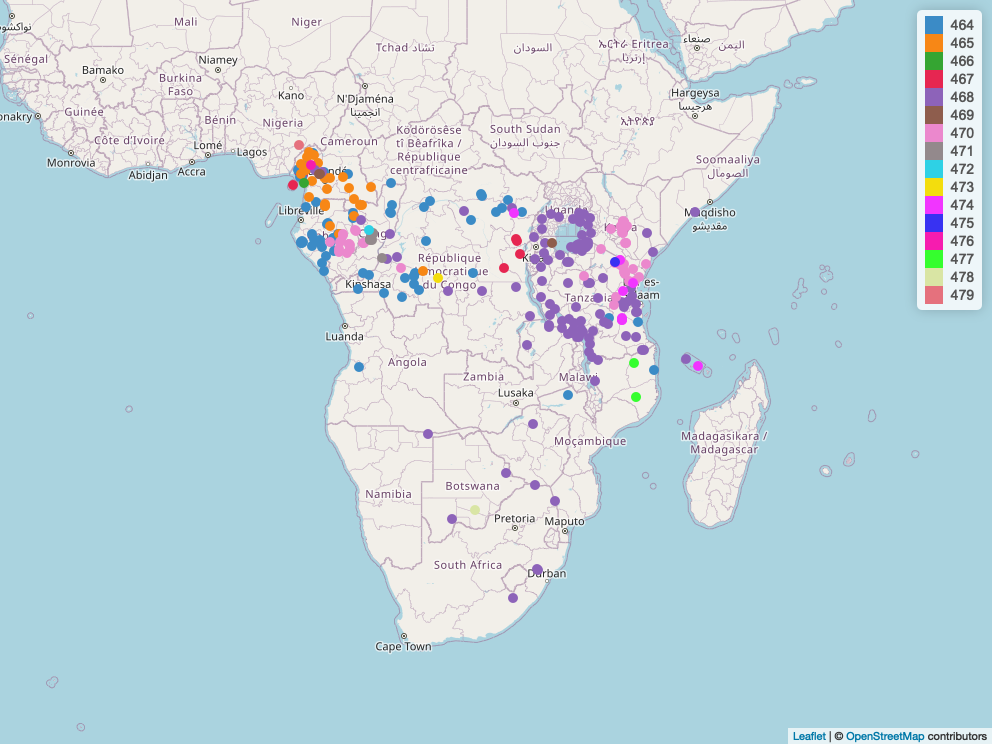 Mali
Niger
نواكشوط
Tchad تشاد
السودان
ኤርትራ Eritrea
إرتريا
صنعاء
اليمن
Sénégal
Bamako
Niamey
Burkina
Faso
Kano
N'Djaména
انجمينا
Hargeysa
هرجيسا
Guinée
Bénin
Nigeria
onakry
Côte d'Ivoire
Lomé
Lagos
Cameroun
Ködörösêse
tî Bêafrîka /
République
centrafricaine
South Sudan
جنوب السودان
ኢትዮጵያ
Monrovia
Abidjan
Accra
Soomaaliya
الصومال
Libreville
Uganda
Muqdisho
مقديشو
République
du Congo
Kinshasa
Tanzania
es-
laam
Luanda
Angola
Zambia
Malawi
Lusaka
Moçambique
Madagasikara /
Madagascar
Namibia
Botswana
Pretoria
Maputo
South Africa
Durban
Cape Town
464
465
466
467
468
469
470
471
472
473
474
475
476
477
478
479
Leaflet | © OpenStreetMap contributors